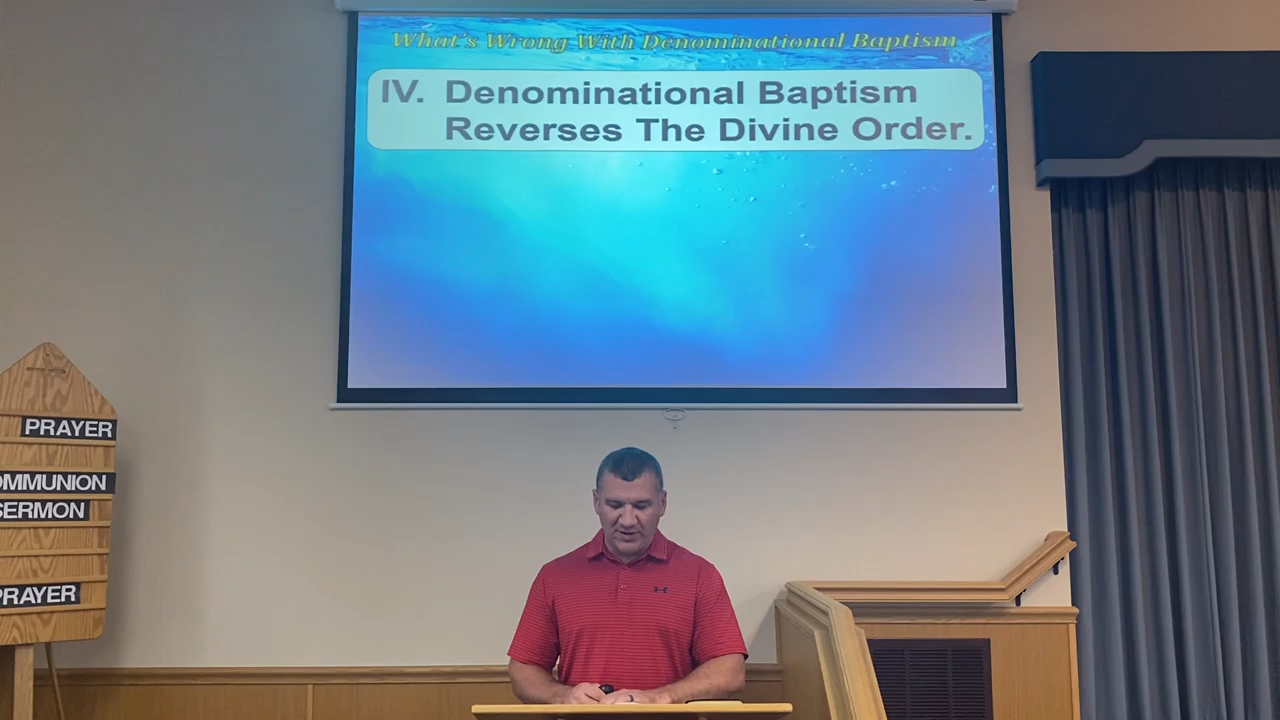 What's Wrong With Denominational Baptism
IV. Denominational Baptism
Reverses The Divine Order.
PRAYER
OMMUNION
SERMON
PRAYER